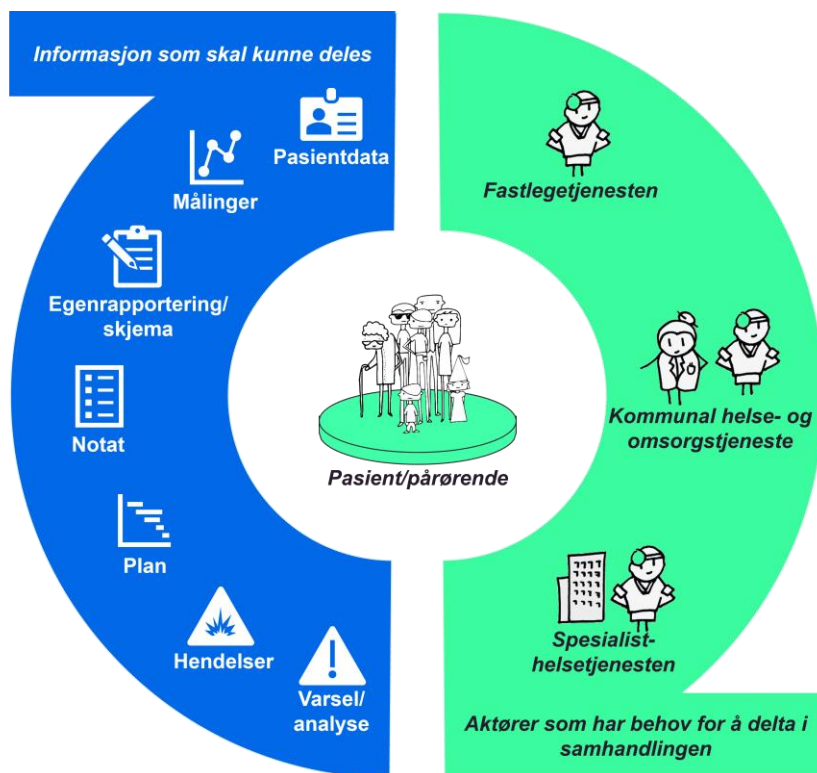 Informasjon som skal kunne deles
Pasientdata
Målinger
Egenrapportering/
skjema
Notat
Plan
Hendelser
Varsel/
analyse
Pasient/pårørende
Fastlegetjenesten
Kommunal helse- og
omsorgstjeneste
Spesialist-
helsetjenesten
Aktører som har behov for å delta i
samhandlingen